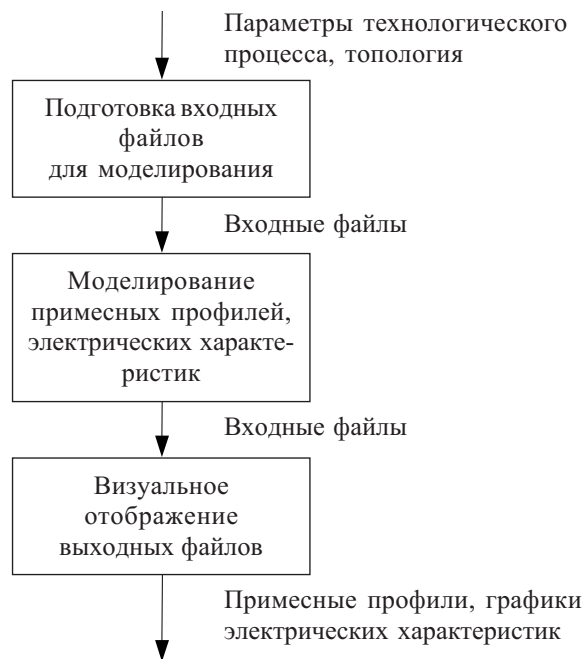 Параметры технологического
процесса, топология
Подготовка входных
файлов
для моделирования
Входные файлы
Моделирование
примесных профилей,
электрических характе-
ристик
Входные файлы
Визуальное
отображение
выходных файлов
Примесные профили, графики
электрических характеристик